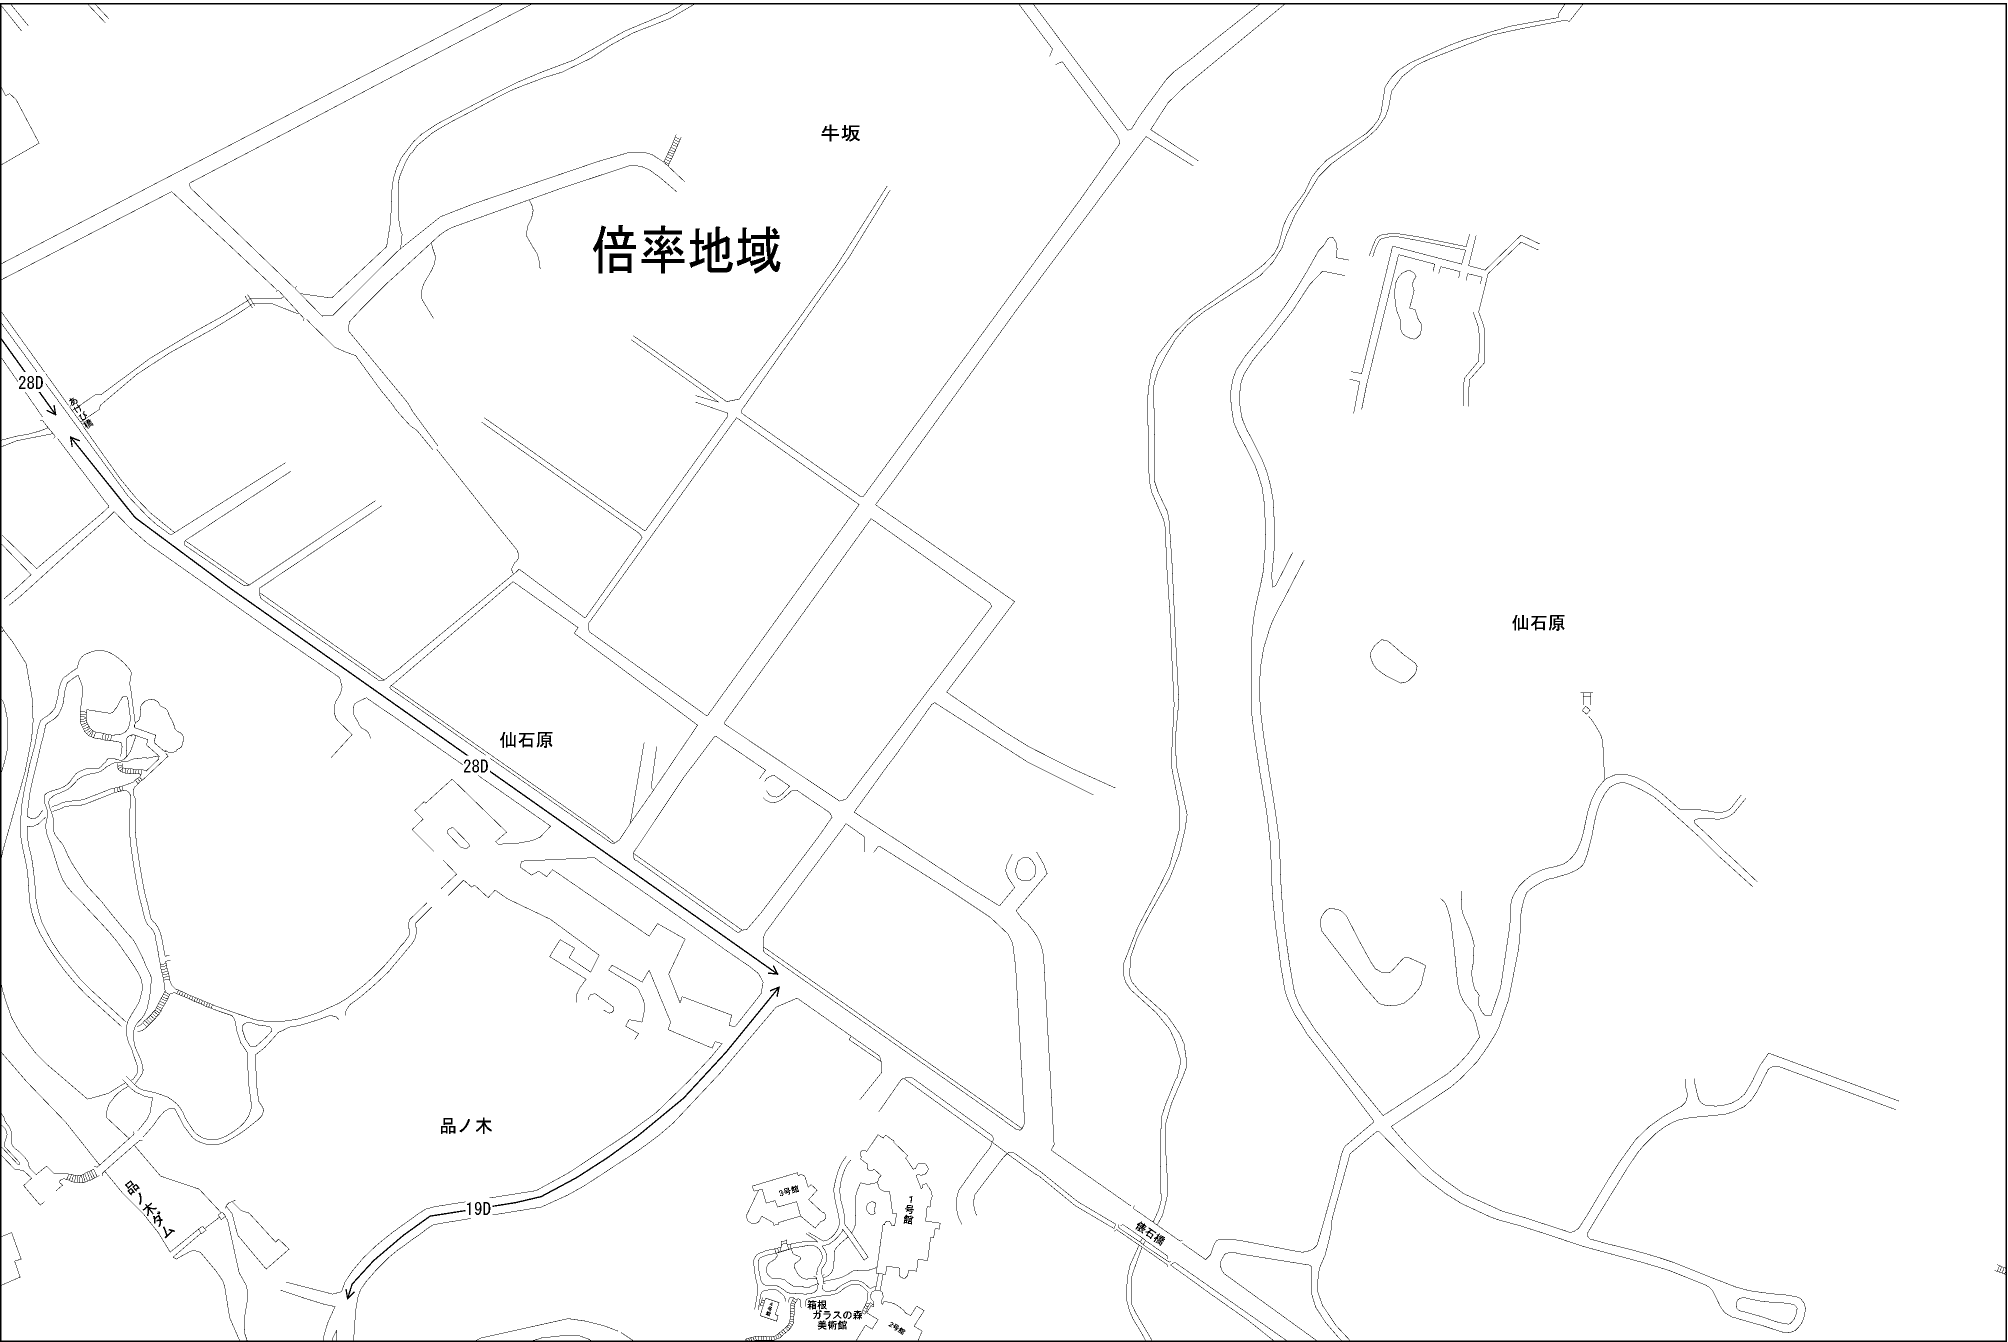 牛坂
倍率地域
28D
仙石原
仙石原
28D
品ノ木
品ノ木ダム
19D
3号館
1号館
俵石橋
箱根
ガラスの森
美術館
2号館